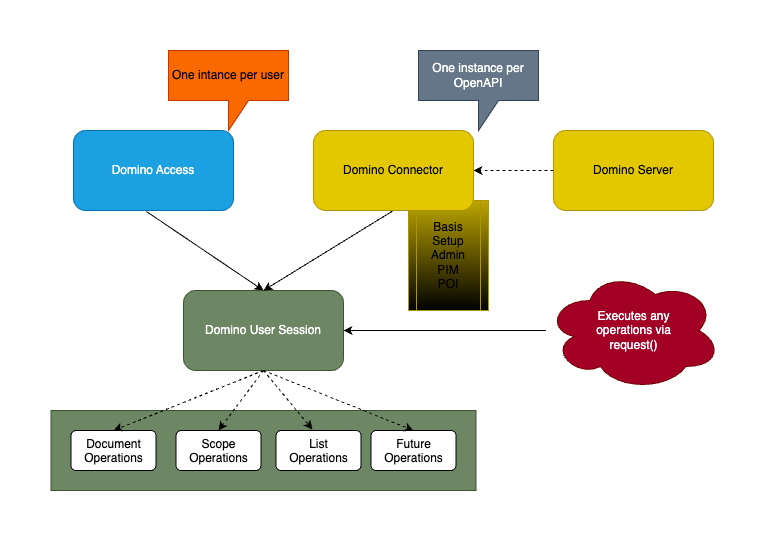 One intance per user
One instance per
OpenAPI
Domino Access
Domino Connector
Domino Server
Basis
Setup
Admin
PIM
POI
Domino User Session
Executes any
operations via
request()
Document
Operations
Scope
Operations
List
Operations
Future
Operations